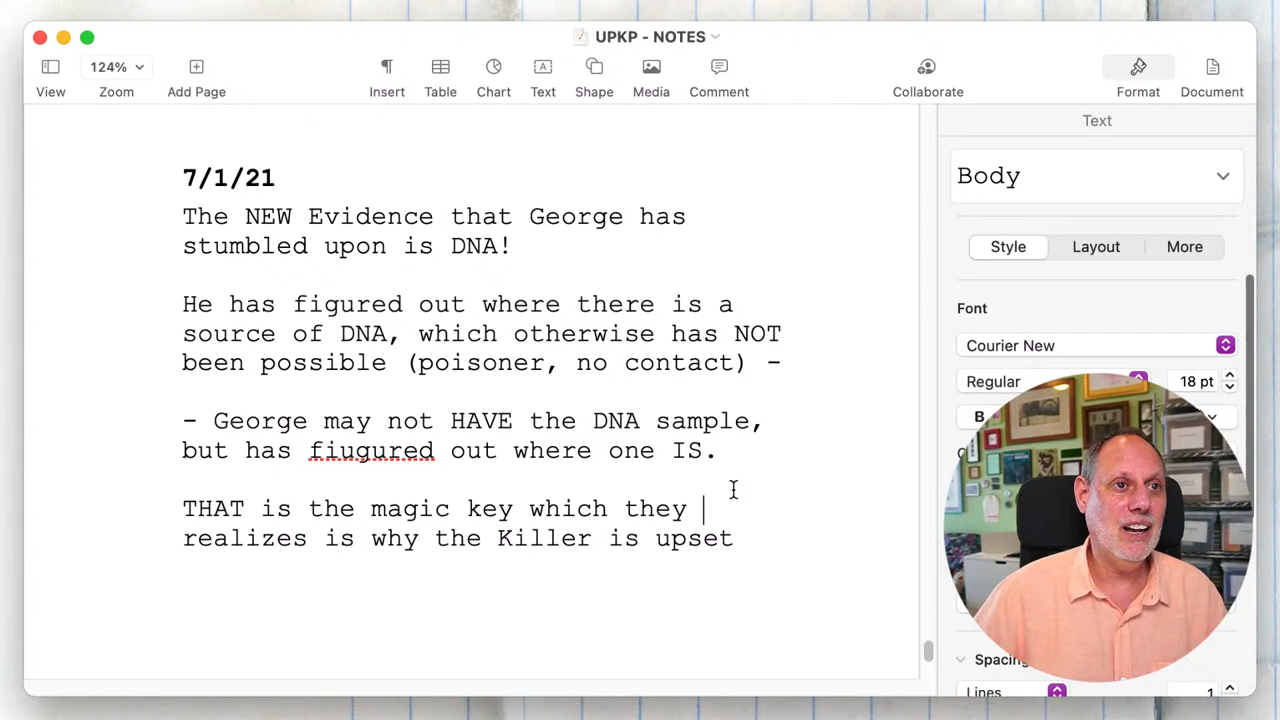 UPKP - NOTES
124%
View
Zoom
Add Page
Insert
Table
Chart
Text
Shape
Media
Comment
Collaborate
Format
Document
Text
7/1/21
The NEW Evidence that George has
stumbled upon is DNA!
He has figured out where there is a
source of DNA, which otherwise has NOT
been possible (poisoner, no contact) -
- George may not HAVE the DNA sample,
but has fiugured out where one IS.
THAT is the magic key which they
realizes is why the Killer is upset
Body
Style
Layout
More
Font
Courier New
Regular
18 pt
B
Spacing
Lines
1